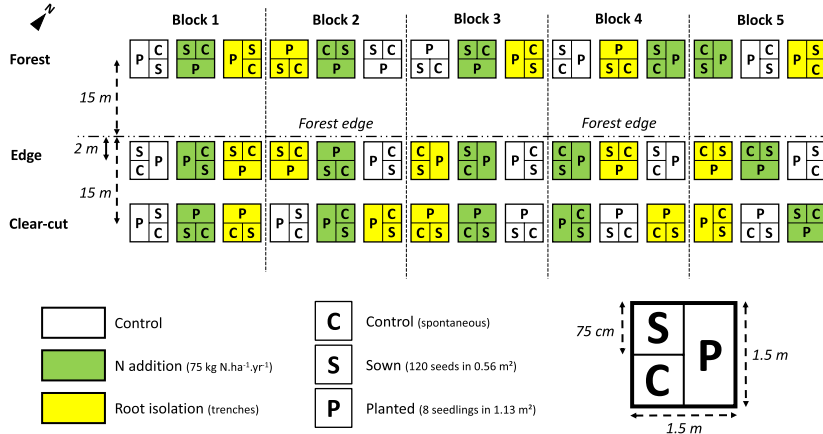 N
Block 1 Block 2 Block 3 Block 4 Block 5
Forest
P C S S C P P S C P S C C S P S C P P S C S C P P C S S C P P S C S C P C S P P C S P S C
15 m
Forest edge Forest edge
Edge
2 m
S C P P C S S C P S C P P S C P C S C S P S C P P C S C S P S C P S C P C S P C S P P C S
15 m
Clear-cut
P S C P S C P C S P S C P C S P C S P C S P C S P S C P C S P S C P C S P C S P C S S C P
Control
N addition (75 kg N.ha⁻¹.yr⁻¹)
Root isolation (trenches)
C Control (spontaneous)
S Sown (120 seeds in 0.56 m²)
P Planted (8 seedlings in 1.13 m²)
75 cm
S
C
P
1.5 m
1.5 m